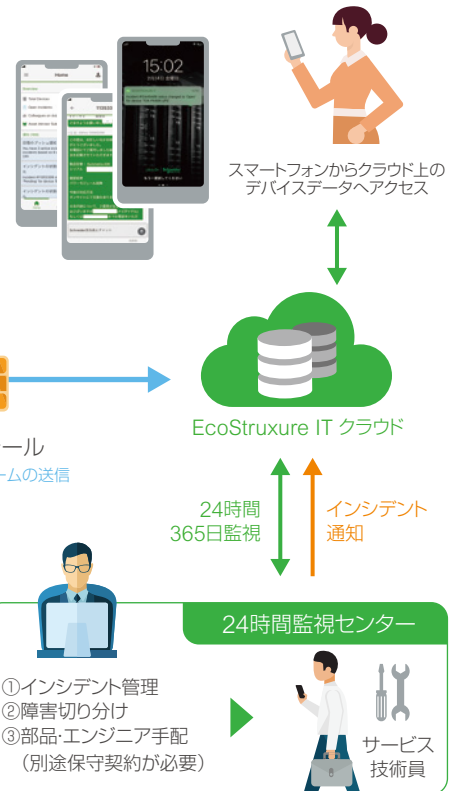 15:02
Home
スマートフォンからクラウド上の
デバイスデータへアクセス
EcoStruxure IT クラウド
ール
ームの送信
24時間
365日監視
インシデント
通知
24時間監視センター
①インシデント管理
②障害切り分け
③部品・エンジニア手配
（別途保守契約が必要）
サービス
技術員